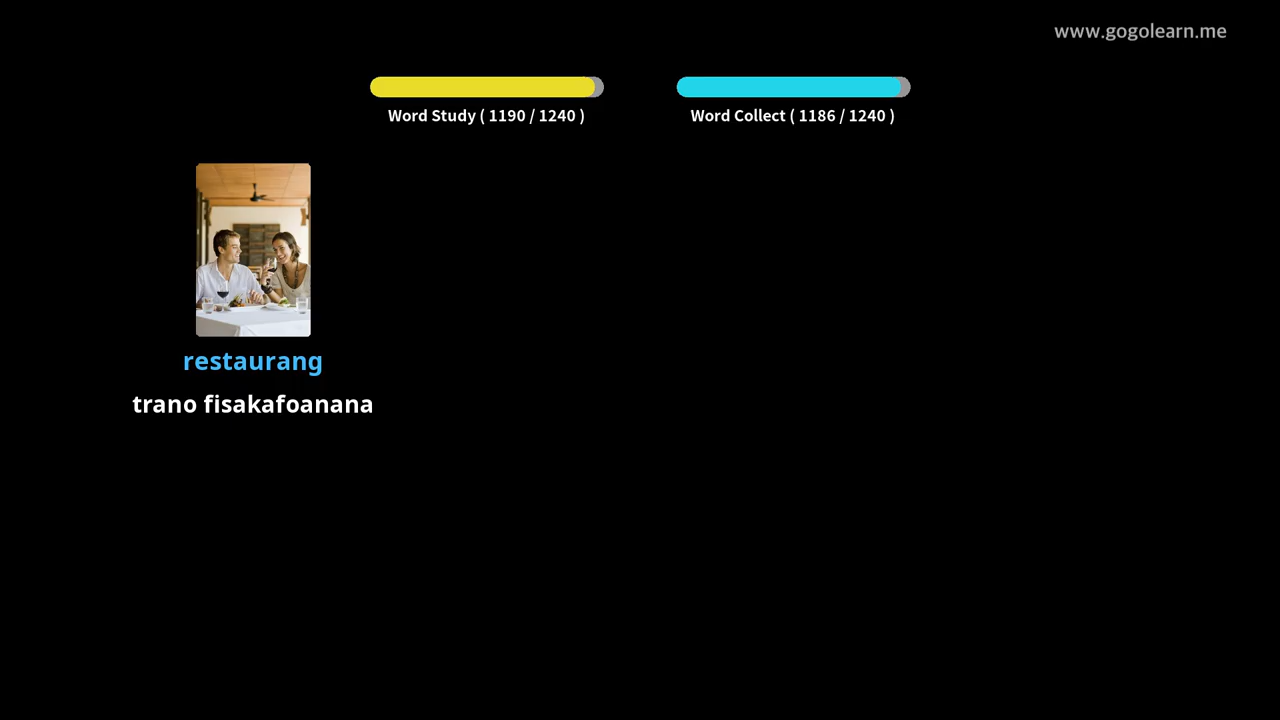 www.gogolearn.me
Word Study ( 1190 / 1240 )
Word Collect ( 1186 / 1240 )
restaurang
trano fisakafoanana